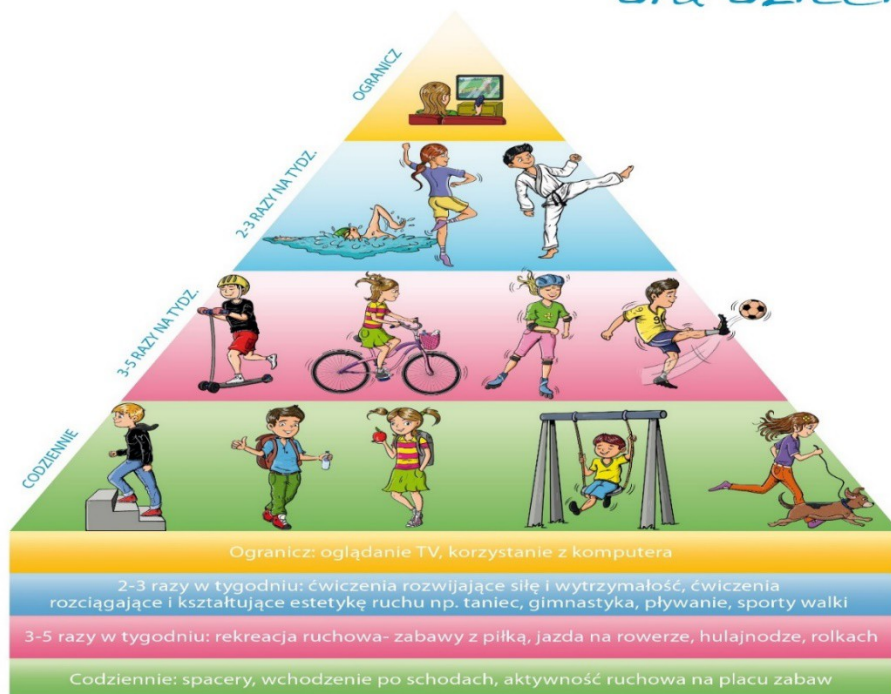 OGRANICZ
2-3 RAZY NA TYDZ.
3-5 RAZY NA TYDZ.
CODZIENNIE
Ogranicz: oglądanie TV, korzystanie z komputera
2-3 razy w tygodniu: ćwiczenia rozwijające siłę i wytrzymałość, ćwiczenia
rozciągające i kształtujące estetykę ruchu np. taniec, gimnastyka, pływanie, sporty walki
3-5 razy w tygodniu: rekreacja ruchowa- zabawy z piłką, jazda na rowerze, hulajnodze, rolkach
Codziennie: spacery, wchodzenie po schodach, aktywność ruchowa na placu zabaw